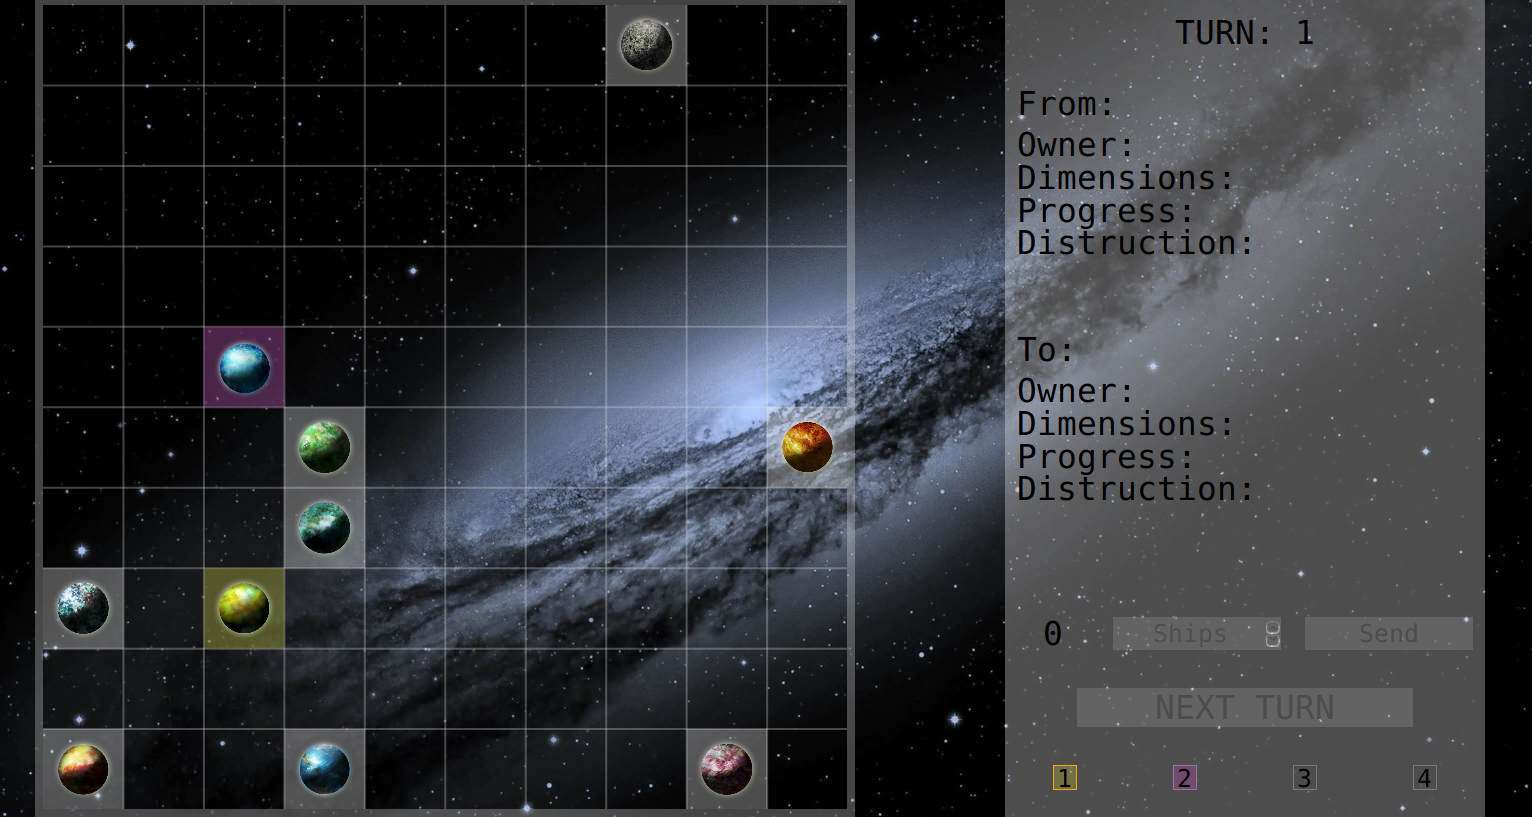 TURN: 1
From:
Owner:
Dimensions:
Progress:
Distruction:
To:
Owner:
Dimensions:
Progress:
Distruction:
0 Ships Send
NEXT TURN
1 2 3 4